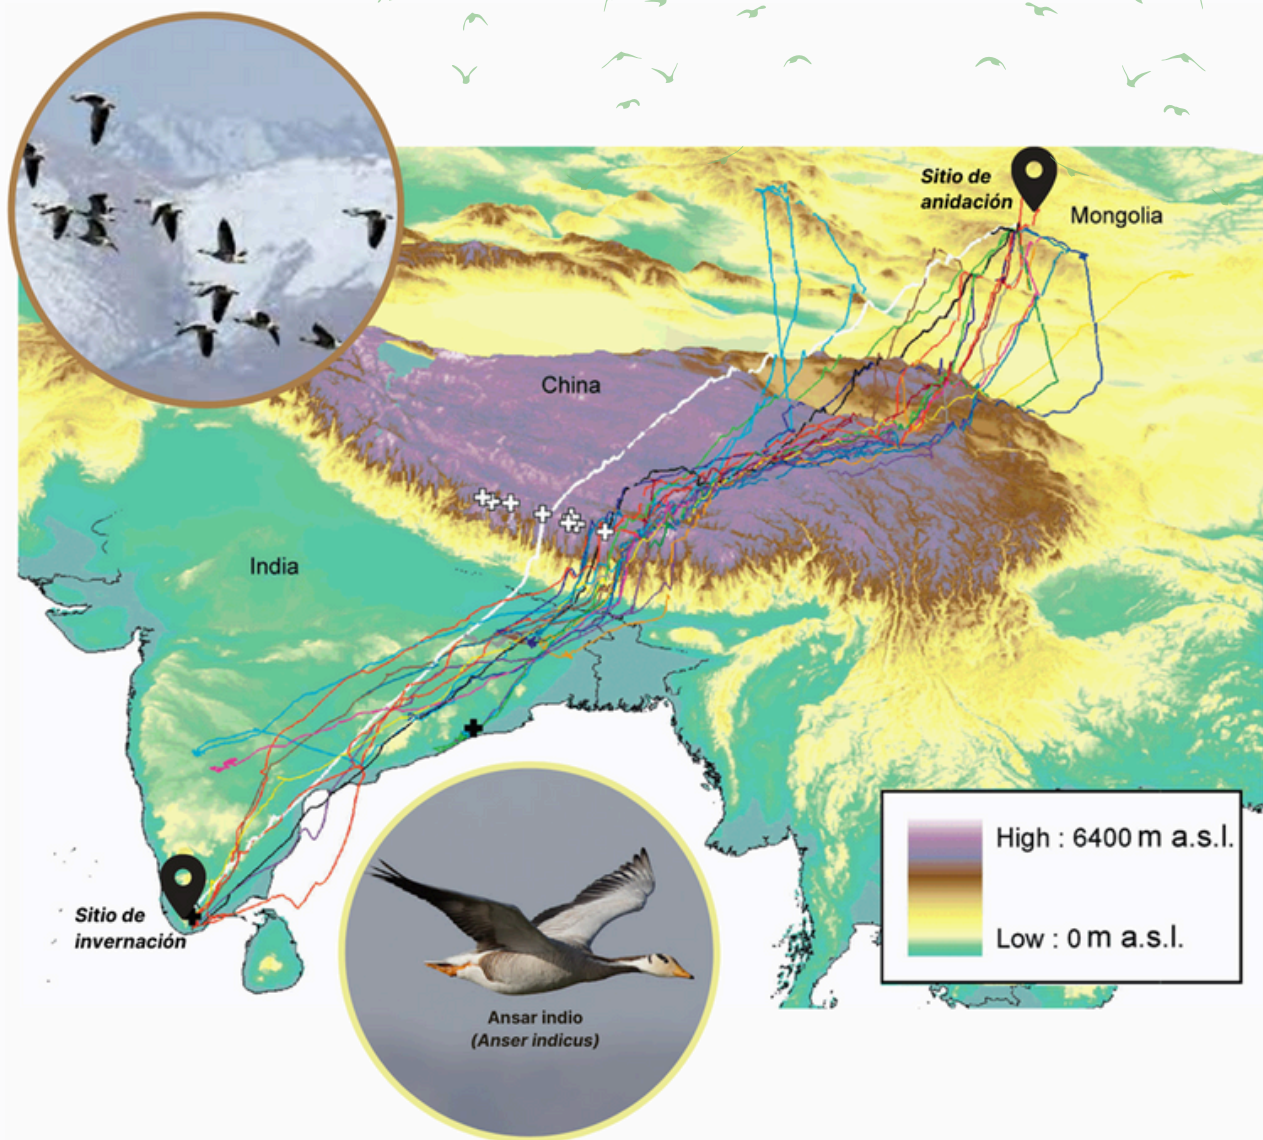 Sitio de
anidación
Mongolia
China
India
High : 6400 m a.s.l.
Low : 0 m a.s.l.
Sitio de
invernación
Ansar indio
(Anser indicus)